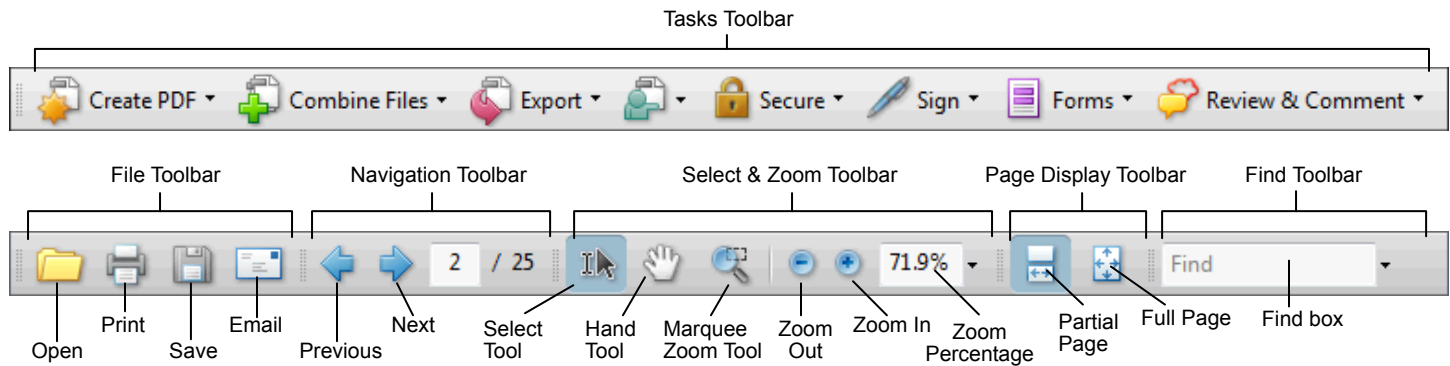 Tasks Toolbar
Create PDF Combine Files Export Secure Sign Forms Review & Comment
File Toolbar Navigation Toolbar Select & Zoom Toolbar Page Display Toolbar Find Toolbar
2 / 25 71.9% Find
Open Print Save Email Previous Next Select Tool Hand Tool Marquee Zoom Tool Zoom Out Zoom In Zoom Percentage Partial Page Full Page Find box